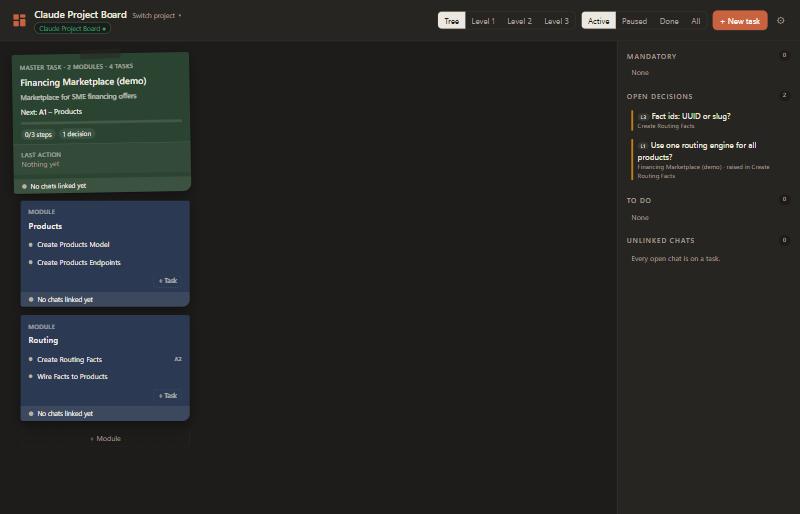 Claude Project Board Switch project
Claude Project Board
Tree Level 1 Level 2 Level 3
Active Paused Done All
+ New task
MASTER TASK · 2 MODULES · 4 TASKS
Financing Marketplace (demo)
Marketplace for SME financing offers
Next: A1 – Products
0/3 steps 1 decision
LAST ACTION
Nothing yet
No chats linked yet
MODULE
Products
Create Products Model
Create Products Endpoints
+ Task
No chats linked yet
MODULE
Routing
Create Routing Facts A2
Wire Facts to Products
+ Task
No chats linked yet
+ Module
MANDATORY 0
None
OPEN DECISIONS 2
L3 Fact ids: UUID or slug?
Create Routing Facts
L1 Use one routing engine for all
products?
Financing Marketplace (demo) · raised in Create
Routing Facts
TO DO 0
None
UNLINKED CHATS 0
Every open chat is on a task.